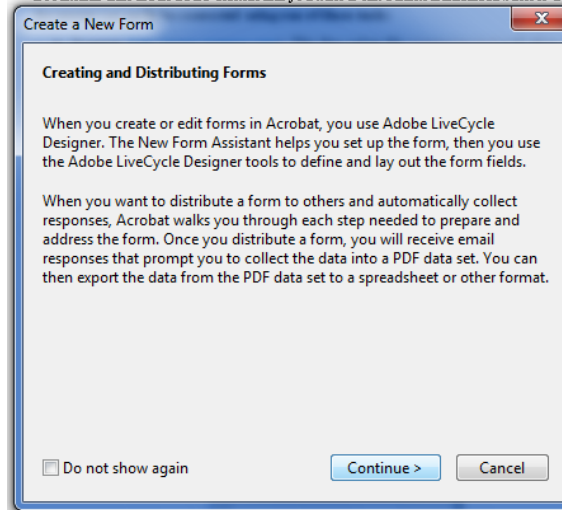 Create a New Form
Creating and Distributing Forms
When you create or edit forms in Acrobat, you use Adobe LiveCycle
Designer. The New Form Assistant helps you set up the form, then you use
the Adobe LiveCycle Designer tools to define and lay out the form fields.
When you want to distribute a form to others and automatically collect
responses, Acrobat walks you through each step needed to prepare and
address the form. Once you distribute a form, you will receive email
responses that prompt you to collect the data into a PDF data set. You can
then export the data from the PDF data set to a spreadsheet or other format.
Do not show again Continue > Cancel